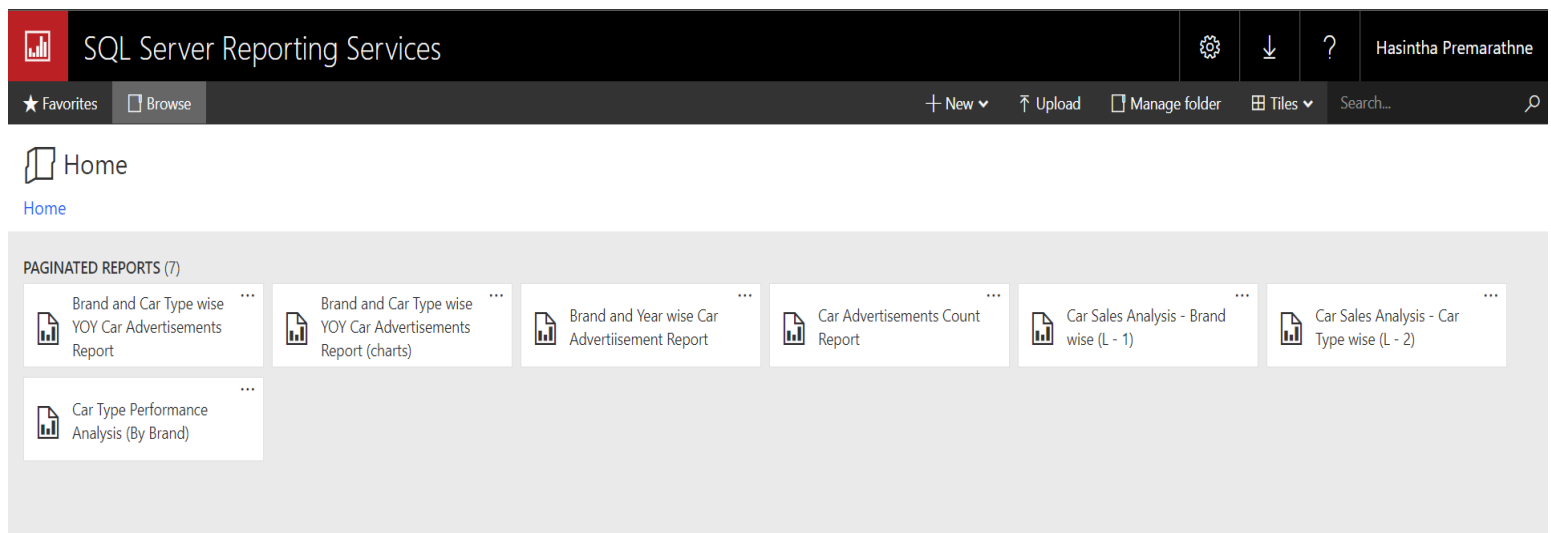 SQL Server Reporting Services
Hasintha Premarathne
Favorites
Browse
New
Upload
Manage folder
Tiles
Search...
Home
Home
PAGINATED REPORTS (7)
Brand and Car Type wise
YOY Car Advertisements
Report
Brand and Car Type wise
YOY Car Advertisements
Report (charts)
Brand and Year wise Car
Advertiisement Report
Car Advertisements Count
Report
Car Sales Analysis - Brand
wise (L - 1)
Car Sales Analysis - Car
Type wise (L - 2)
Car Type Performance
Analysis (By Brand)